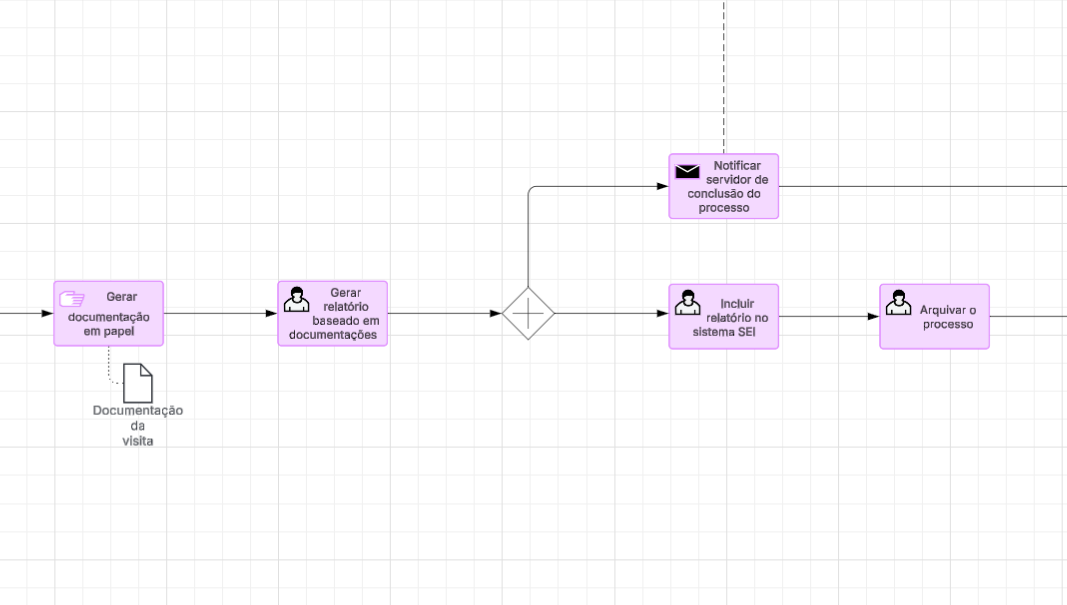 Notificar
servidor de
conclusão do
processo
Gerar
documentação
em papel
Gerar
relatório
baseado em
documentações
Incluir
relatório no
sistema SEI
Arquivar o
processo
Documentação
da
visita